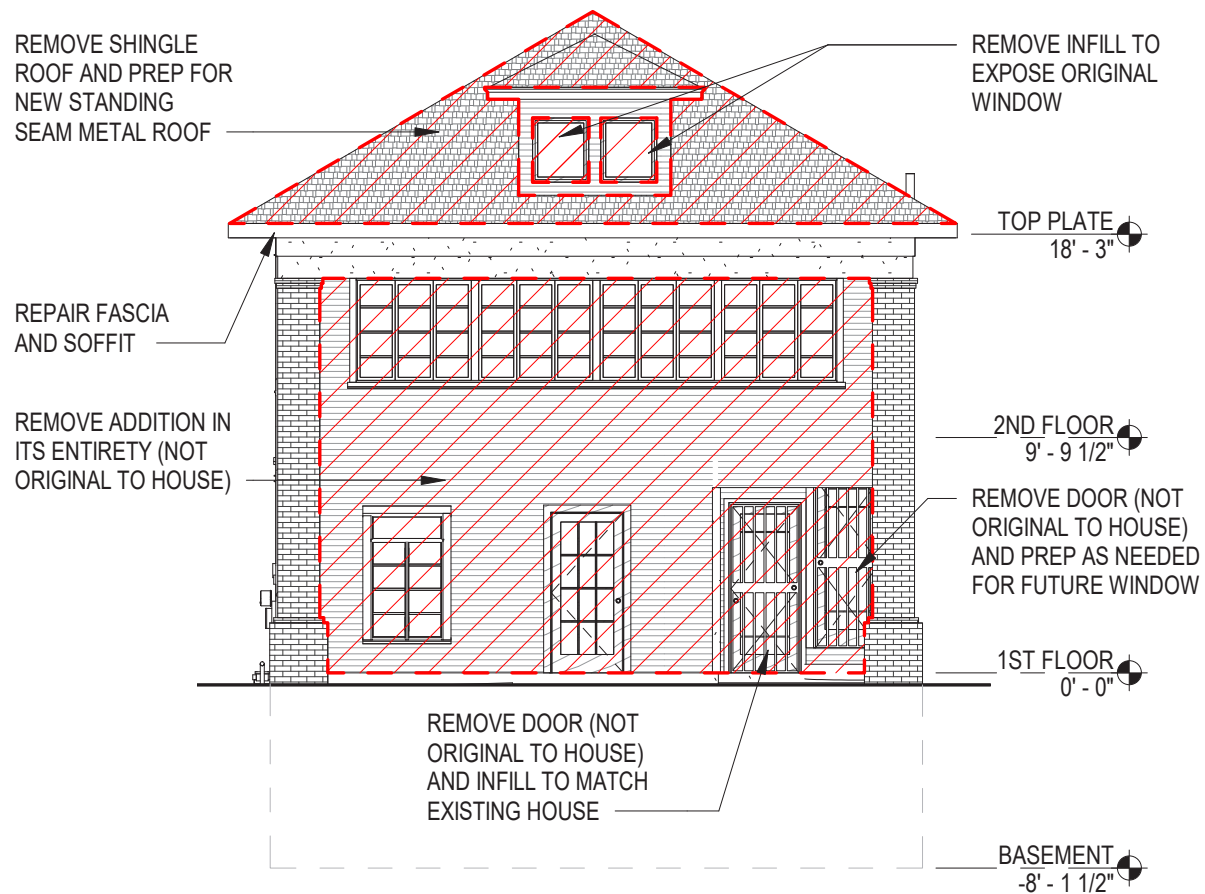 REMOVE SHINGLE
ROOF AND PREP FOR
NEW STANDING
SEAM METAL ROOF
REMOVE INFILL TO
EXPOSE ORIGINAL
WINDOW
TOP PLATE
18' - 3"
REPAIR FASCIA
AND SOFFIT
REMOVE ADDITION IN
ITS ENTIRETY (NOT
ORIGINAL TO HOUSE)
2ND FLOOR
9' - 9 1/2"
REMOVE DOOR (NOT
ORIGINAL TO HOUSE)
AND PREP AS NEEDED
FOR FUTURE WINDOW
1ST FLOOR
0' - 0"
REMOVE DOOR (NOT
ORIGINAL TO HOUSE)
AND INFILL TO MATCH
EXISTING HOUSE
BASEMENT
-8' - 1 1/2"